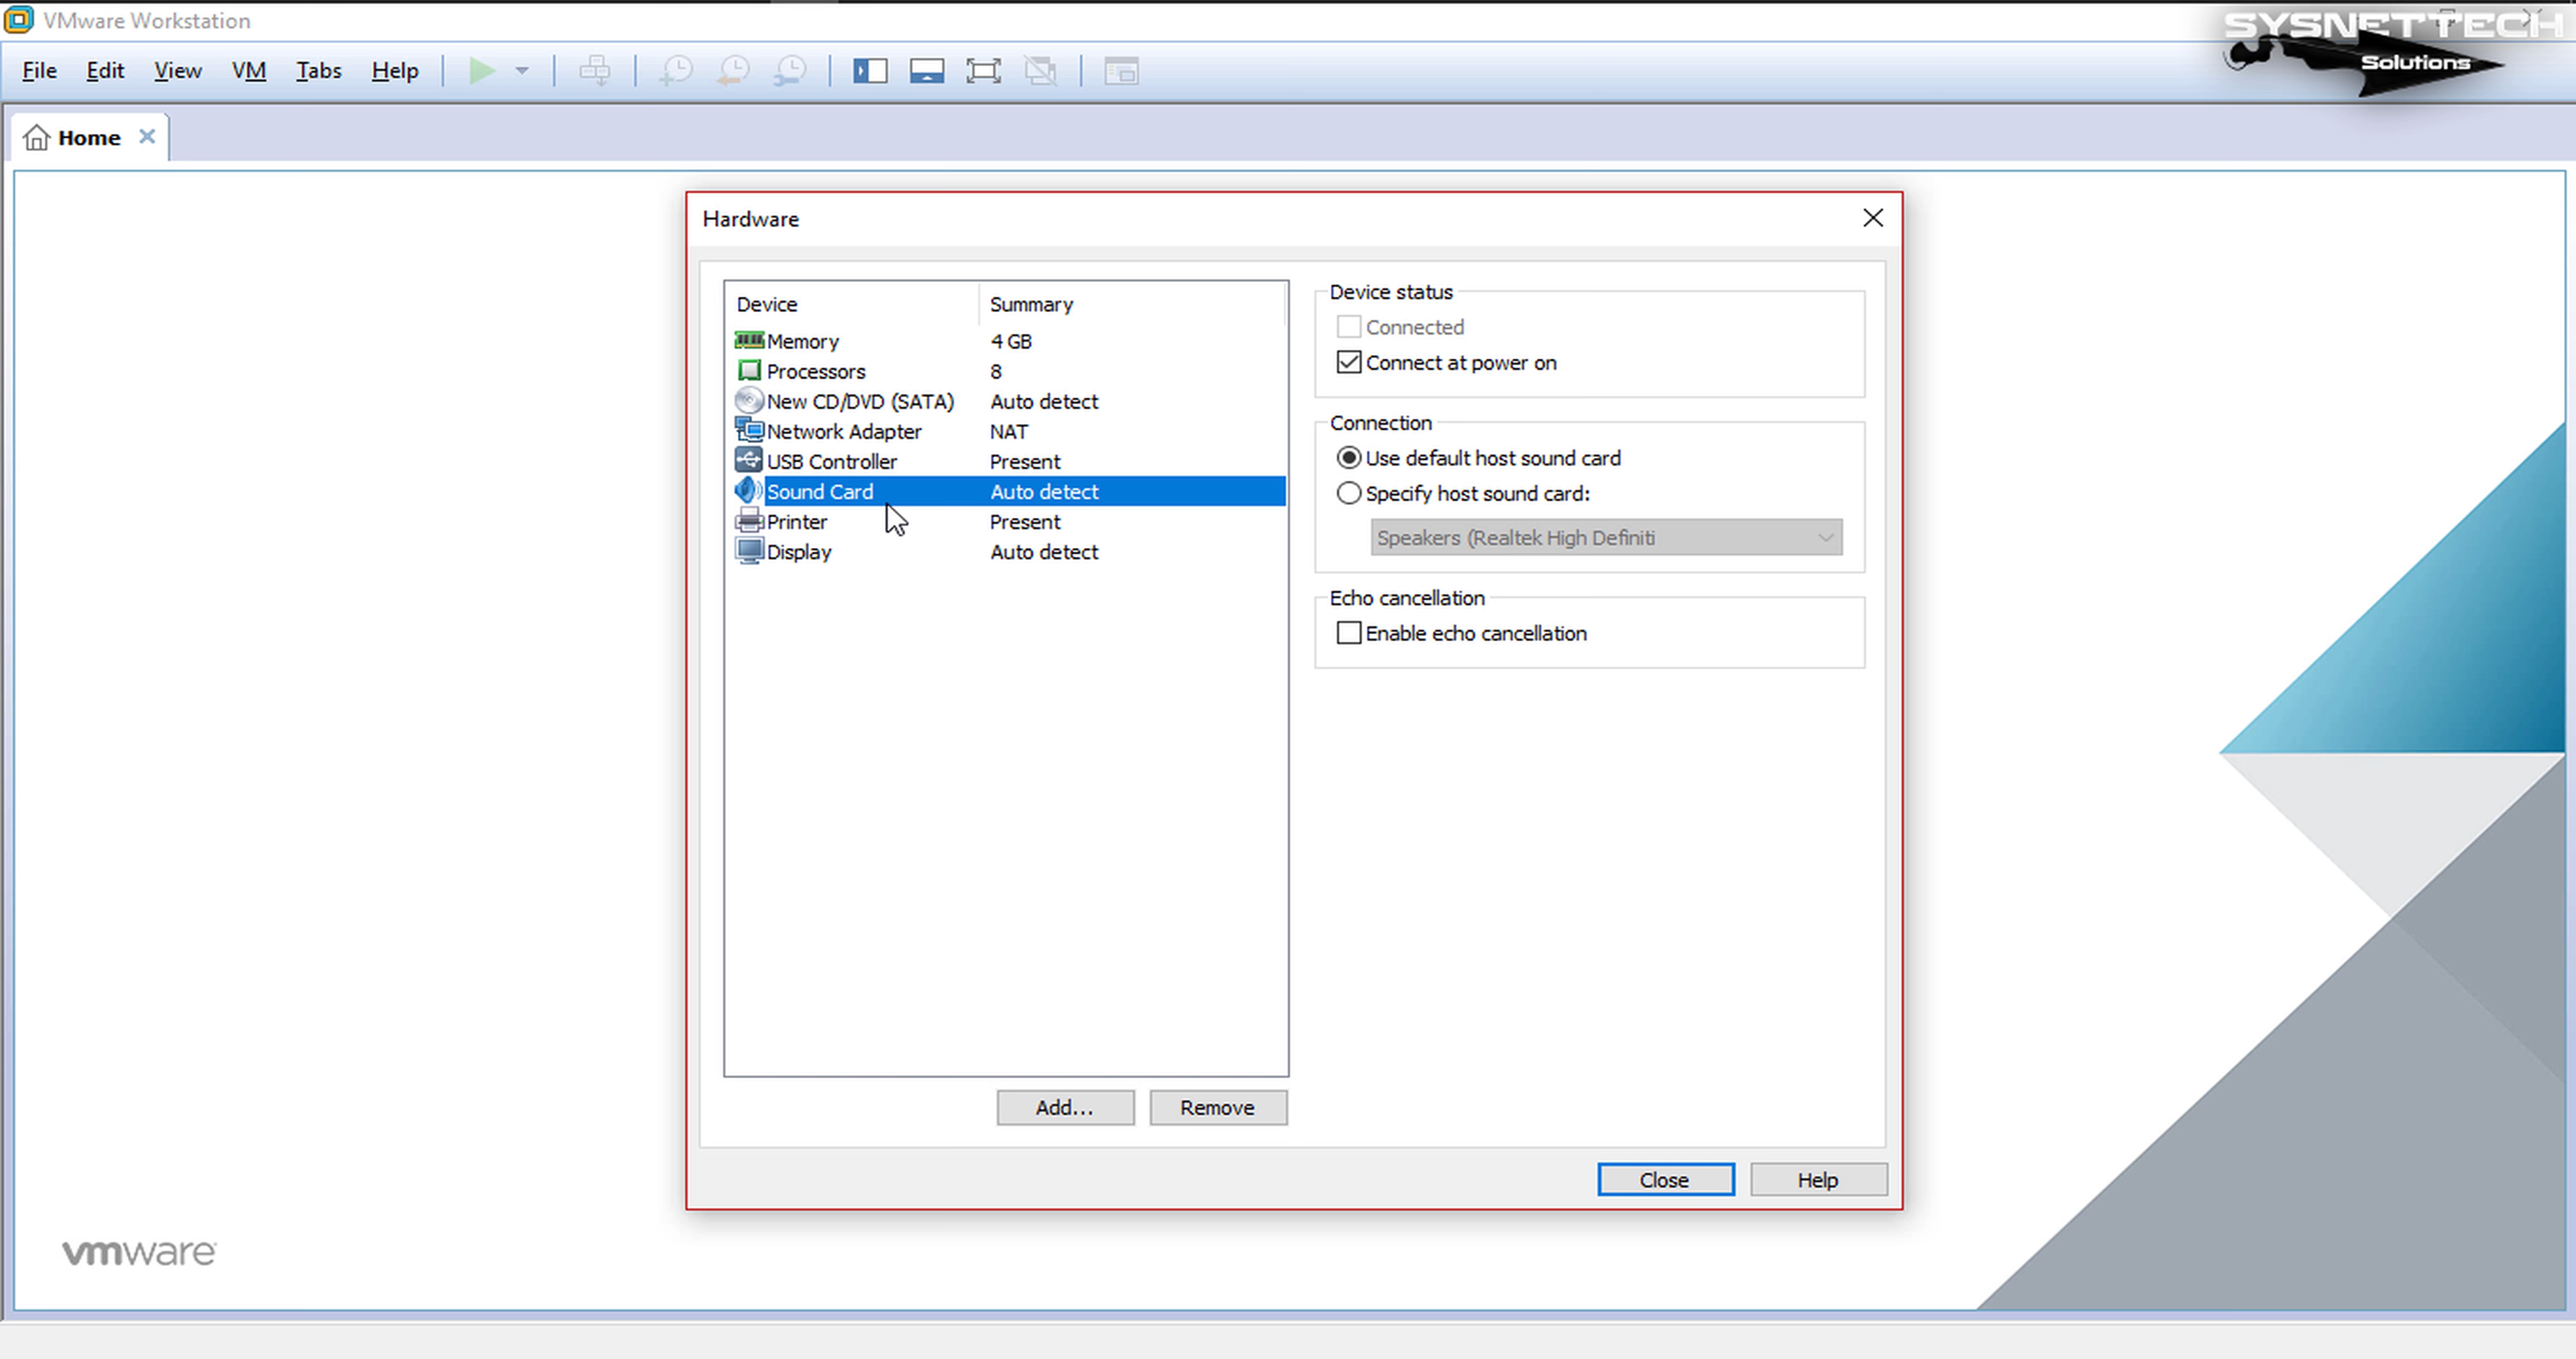 VMware Workstation
SYSNETTECH
Solutions
File Edit View VM Tabs Help
Home
Hardware
Device Summary
Memory 4 GB
Processors 8
New CD/DVD (SATA) Auto detect
Network Adapter NAT
USB Controller Present
Sound Card Auto detect
Printer Present
Display Auto detect
Add... Remove
Device status
Connected
Connect at power on
Connection
Use default host sound card
Specify host sound card:
Speakers (Realtek High Definiti
Echo cancellation
Enable echo cancellation
Close Help
vmware